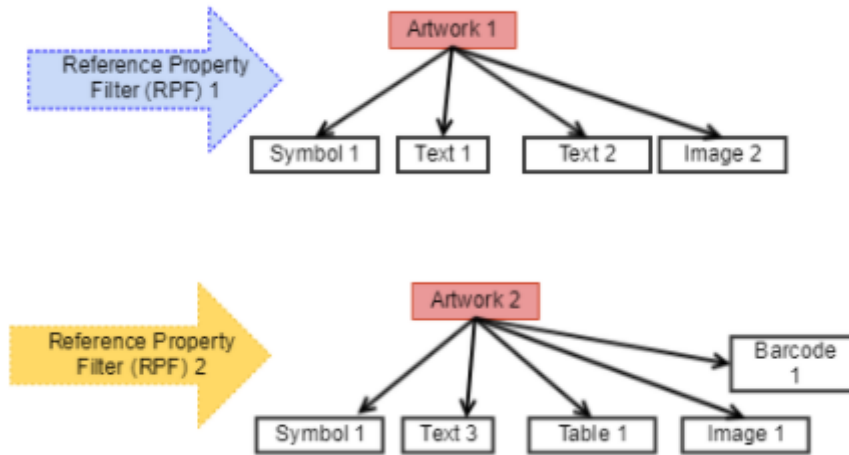 Artwork 1
Reference Property
Filter (RPF) 1
Symbol 1
Text 1
Text 2
Image 2
Artwork 2
Reference Property
Filter (RPF) 2
Barcode
1
Symbol 1
Text 3
Table 1
Image 1